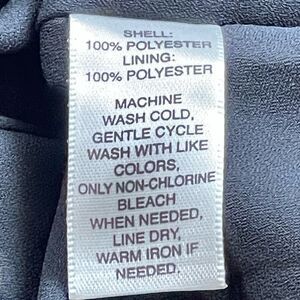 SHELL:
100% POLYESTER
LINING:
100% POLYESTER
MACHINE
WASH COLD,
GENTLE CYCLE
WASH WITH LIKE
COLORS,
ONLY NON-CHLORINE
BLEACH
WHEN NEEDED,
LINE DRY,
WARM IRON IF
NEEDED.